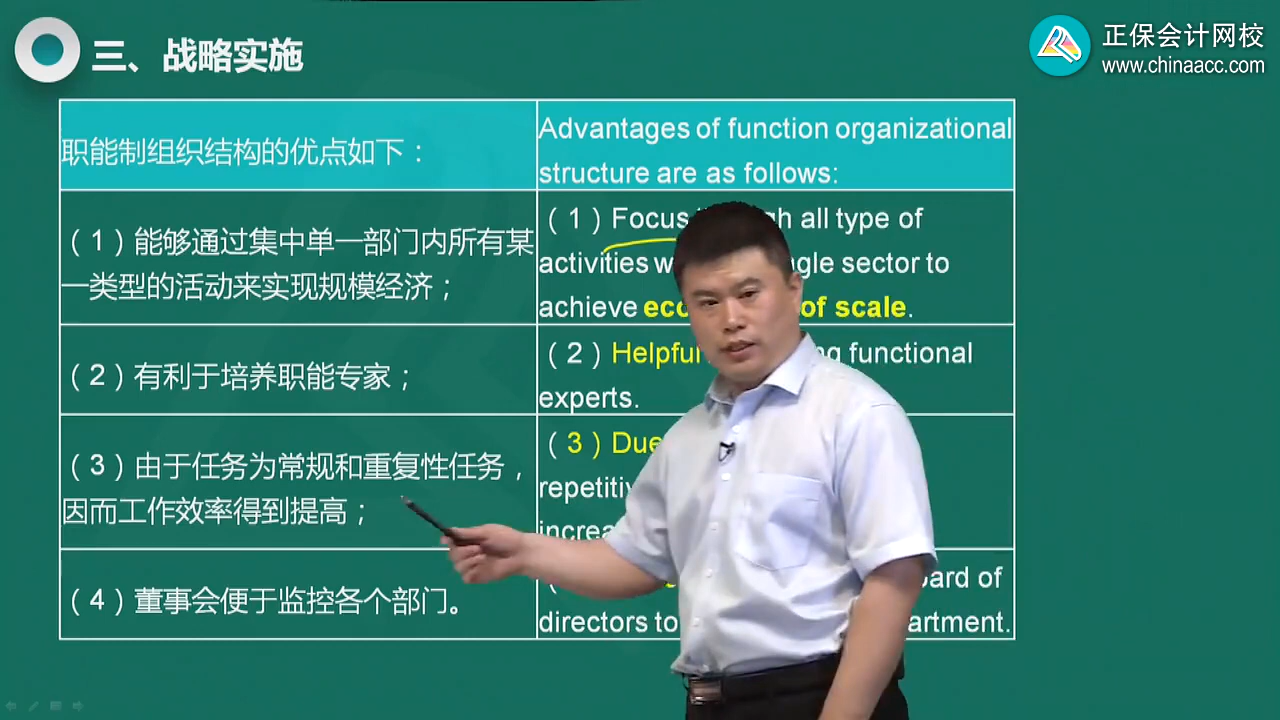 三、战略实施
正保会计网校
www.chinaacc.com
职能制组织结构的优点如下：
Advantages of function organizational
structure are as follows:
（1）能够通过集中单一部门内所有某
一类型的活动来实现规模经济；
（1）Focus all type of
activities sector to
achieve of scale.
（2）有利于培养职能专家；
（2）Helpful functional
experts.
（3）由于任务为常规和重复性任务，
因而工作效率得到提高；
（3）Due
（4）董事会便于监控各个部门。
of
directors to